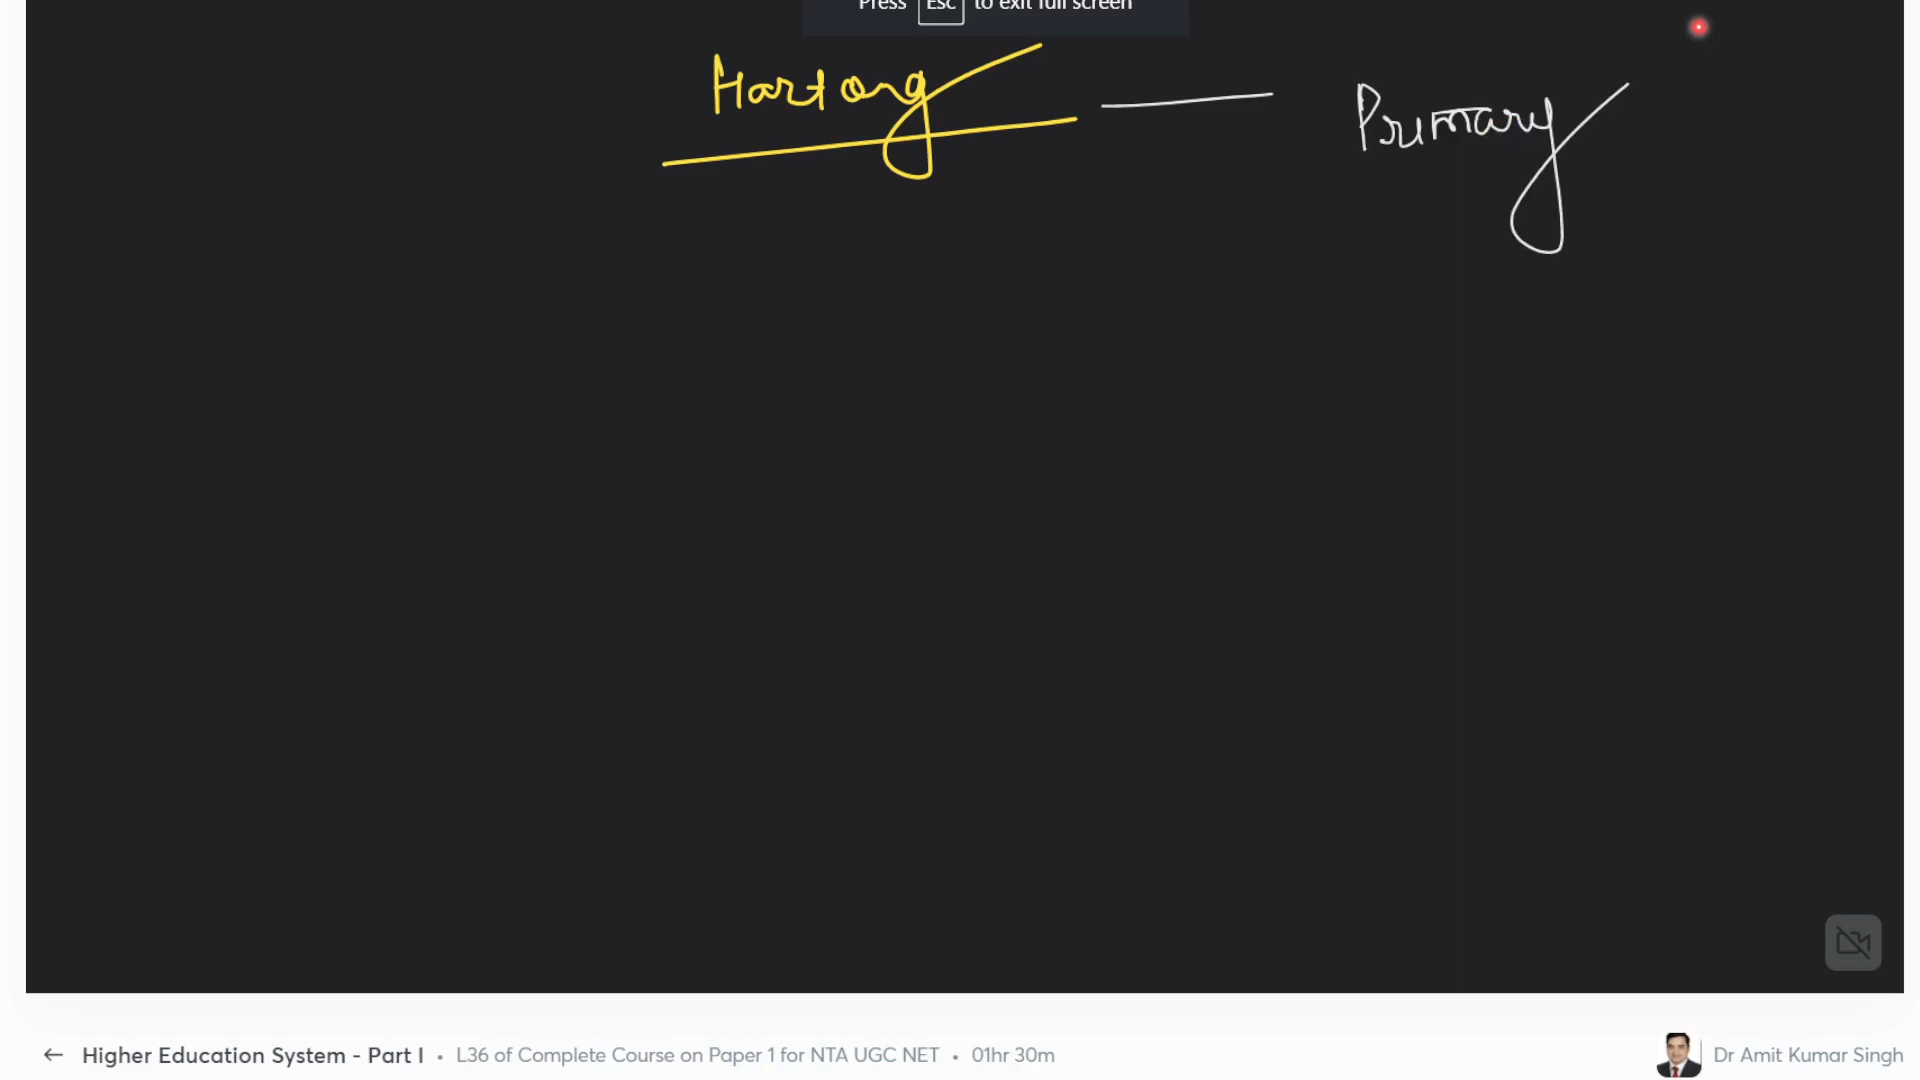 Press Esc to exit full screen
Hartong — Primary
← Higher Education System - Part I • L36 of Complete Course on Paper 1 for NTA UGC NET • 01hr 30m
Dr Amit Kumar Singh